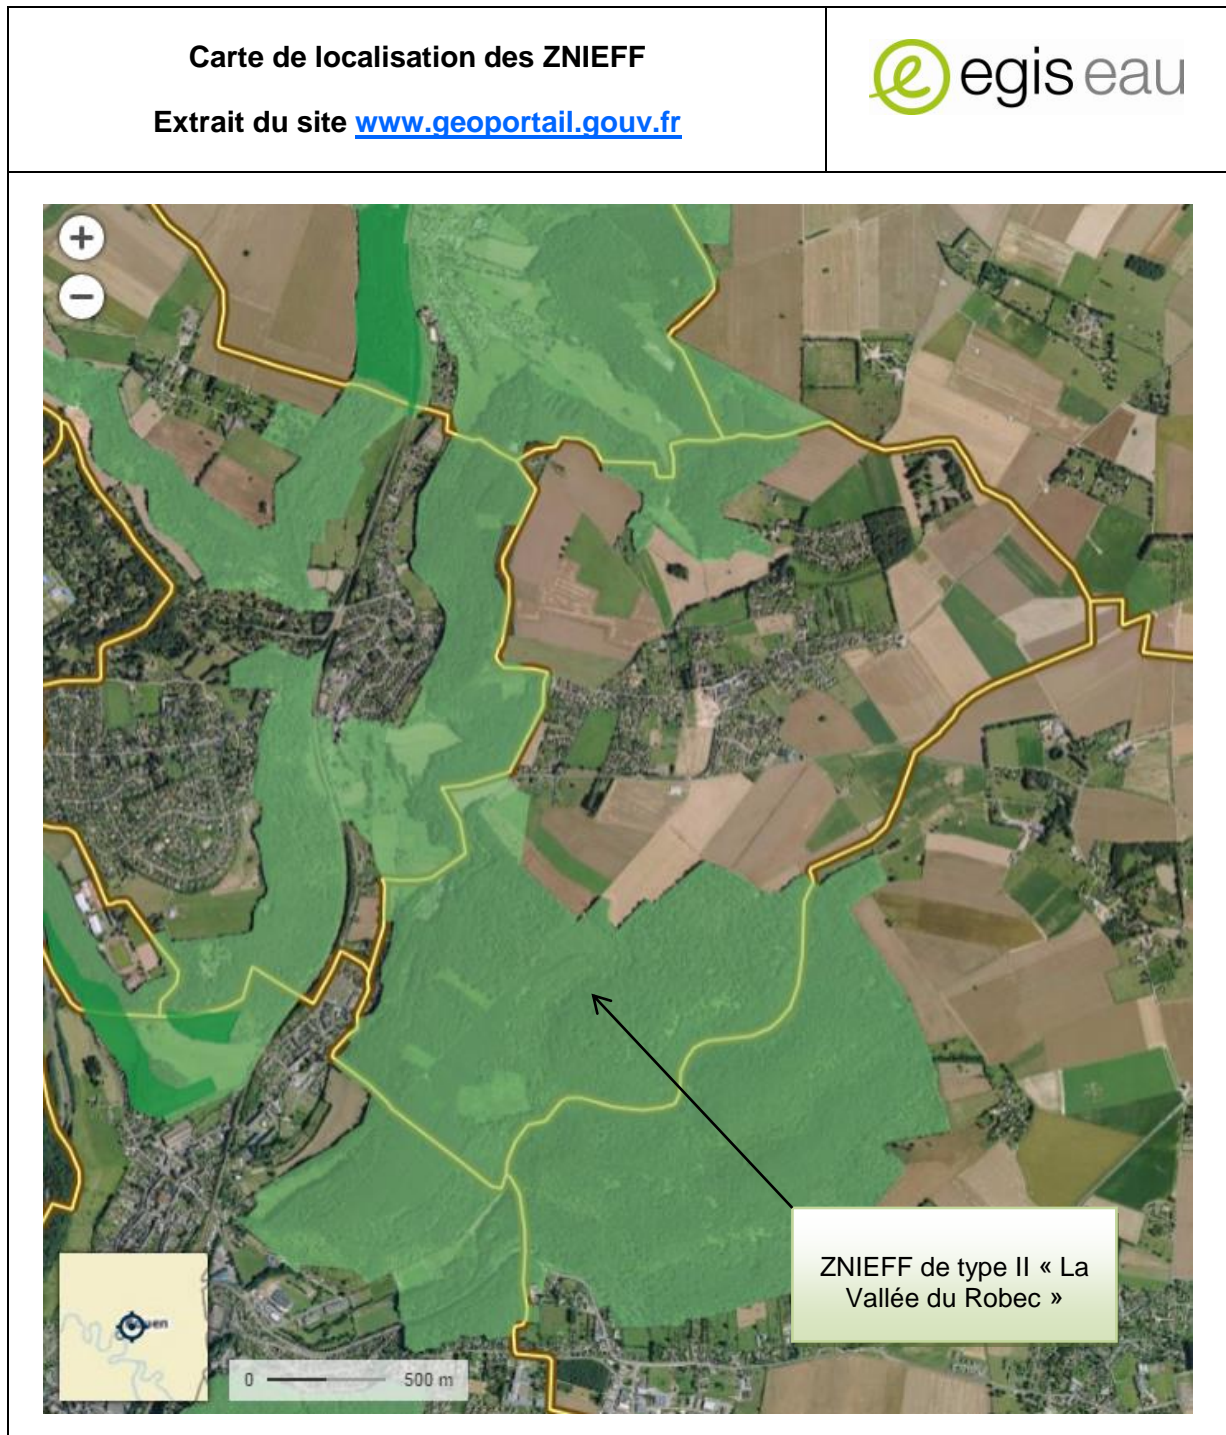 Carte de localisation des ZNIEFF
Extrait du site www.geoportail.gouv.fr
egis eau
ZNIEFF de type II « La
Vallée du Robec »
0 500 m